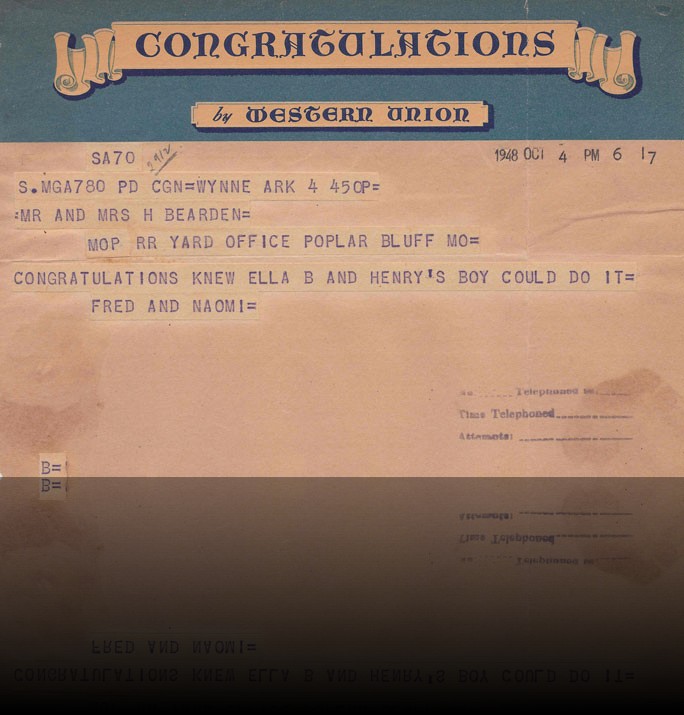 CONGRATULATIONS
by WESTERN UNION
SA70
1948 OCT 4 PM 6 17
S.MGA780 PD CGN=WYNNE ARK 4 450P=
:MR AND MRS H BEARDEN=
MOP RR YARD OFFICE POPLAR BLUFF MO=
CONGRATULATIONS KNEW ELLA B AND HENRY'S BOY COULD DO IT=
FRED AND NAOMI=
Telephoned
Time Telephoned
Attempts:
B=